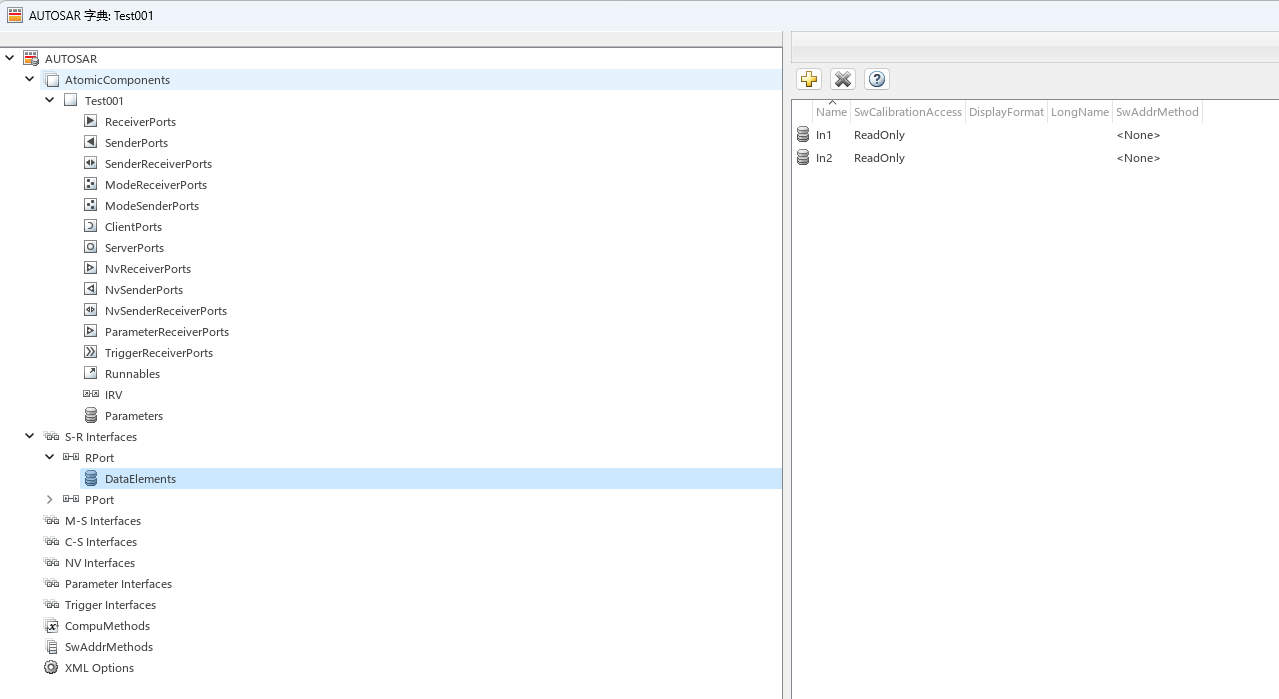 AUTOSAR 字典: Test001
AUTOSAR
AtomicComponents
Test001
ReceiverPorts
SenderPorts
SenderReceiverPorts
ModeReceiverPorts
ModeSenderPorts
ClientPorts
ServerPorts
NvReceiverPorts
NvSenderPorts
NvSenderReceiverPorts
ParameterReceiverPorts
TriggerReceiverPorts
Runnables
IRV
Parameters
S-R Interfaces
RPort
DataElements
PPort
M-S Interfaces
C-S Interfaces
NV Interfaces
Parameter Interfaces
Trigger Interfaces
CompuMethods
SwAddrMethods
XML Options
Name SwCalibrationAccess DisplayFormat LongName SwAddrMethod
In1 ReadOnly <None>
In2 ReadOnly <None>